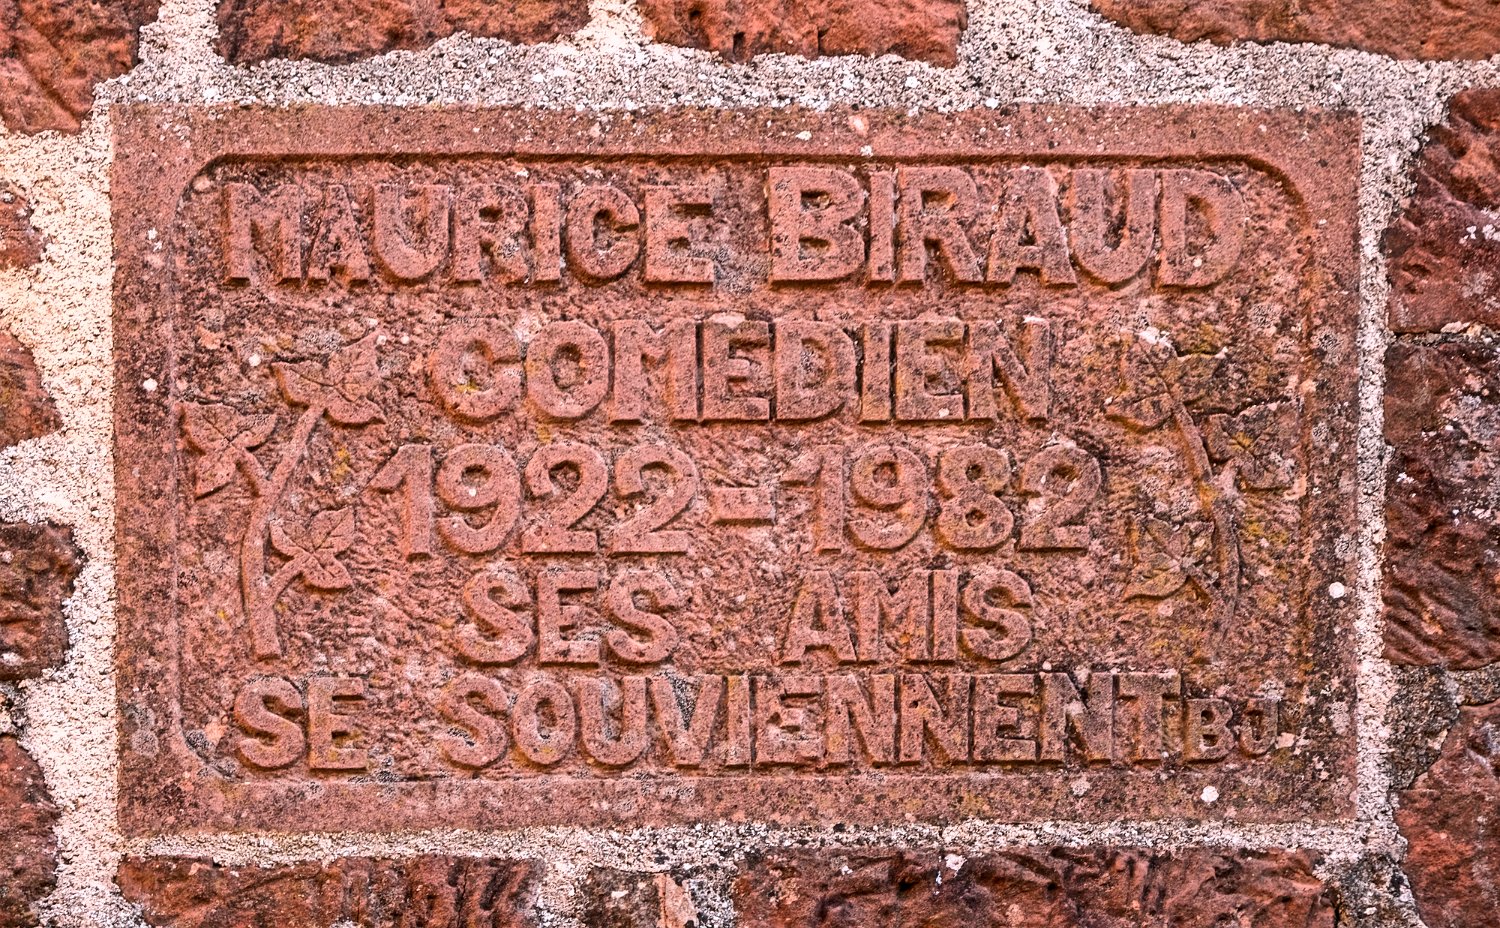 MAURICE BIRAUD
COMEDIEN
1922=1982
SES AMIS
SE SOUVIENNENT BJ